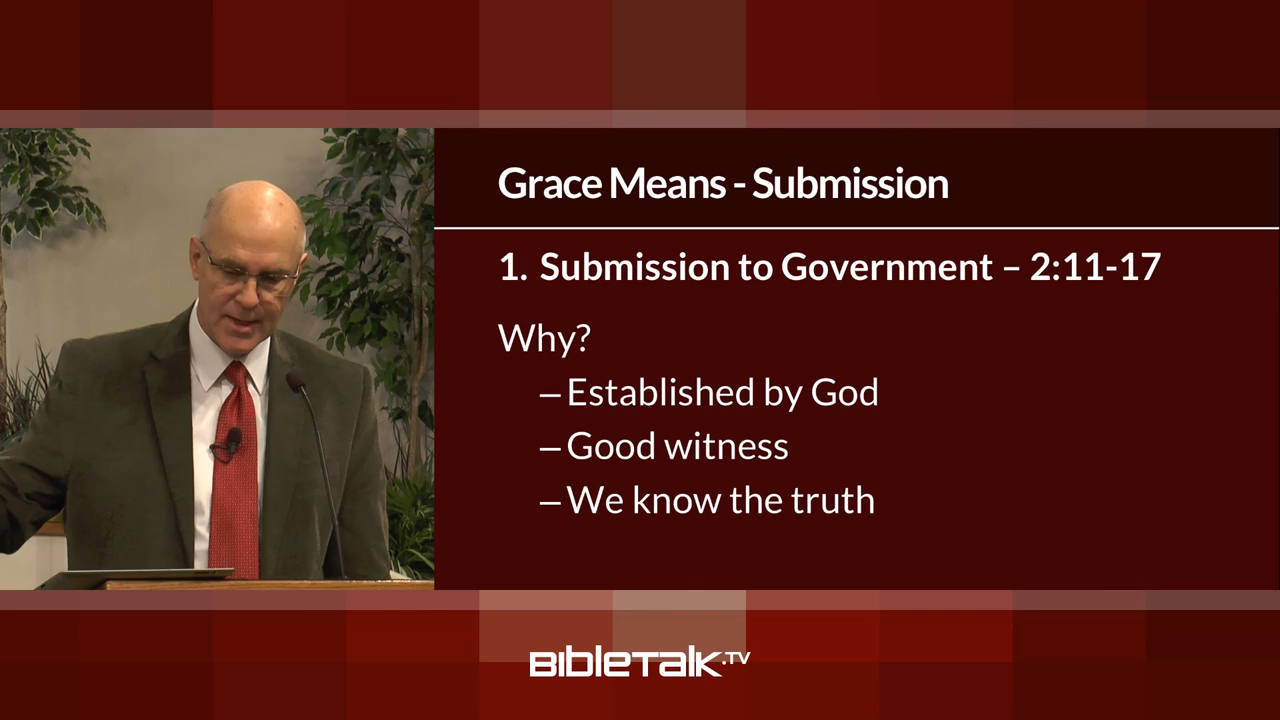 Grace Means - Submission
1. Submission to Government – 2:11-17
Why?
– Established by God
– Good witness
– We know the truth
BibleTalk.TV